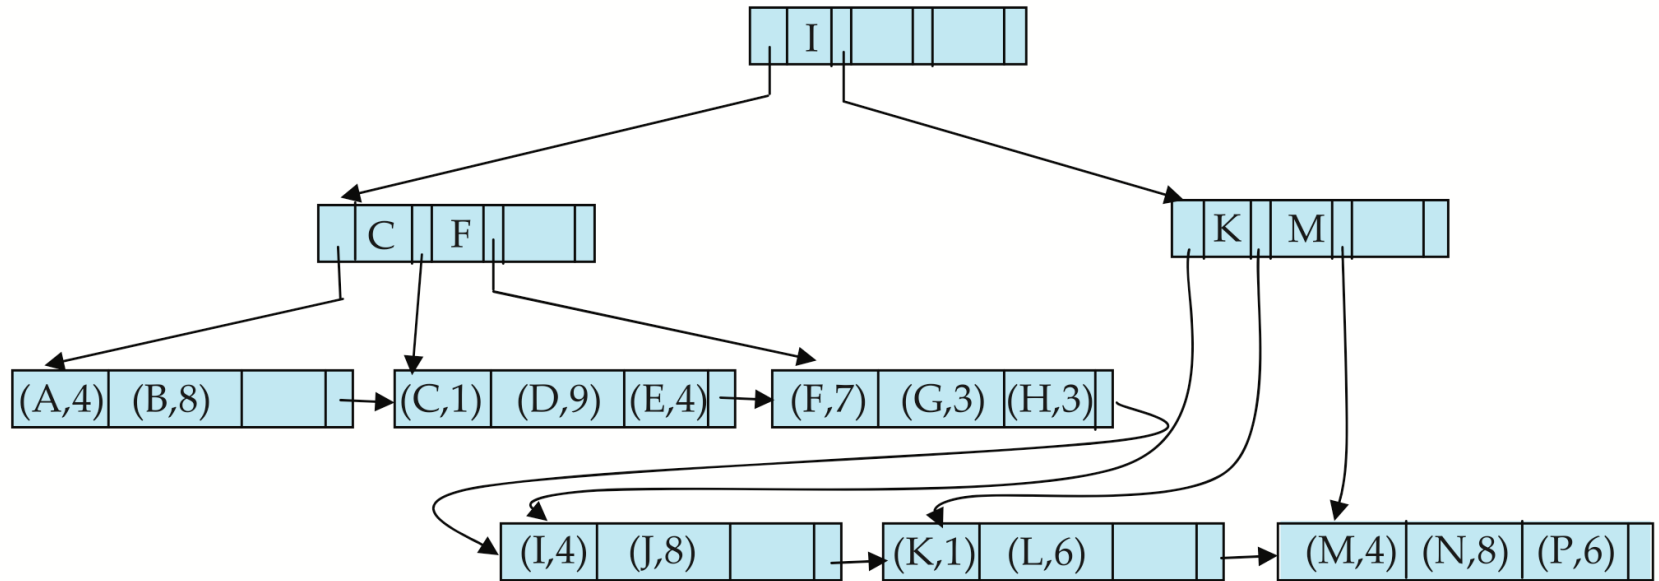 I
C F
K M
(A,4) (B,8) (C,1) (D,9) (E,4) (F,7) (G,3) (H,3)
(I,4) (J,8) (K,1) (L,6) (M,4) (N,8) (P,6)